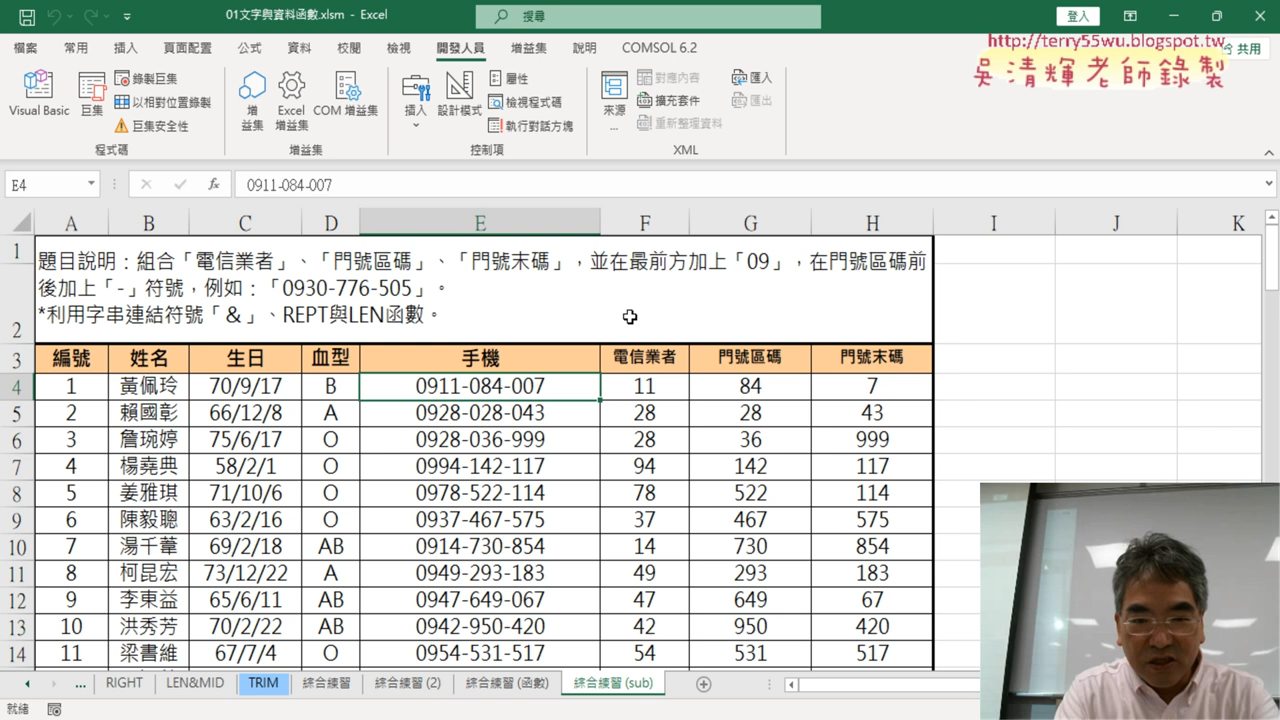 01文字與資料函數.xlsm - Excel
搜尋
登入
檔案 常用 插入 頁面配置 公式 資料 校閱 檢視 開發人員 增益集 說明 COMSOL 6.2
共用
http://terry55wu.blogspot.tw
吳清輝老師錄製
Visual Basic
巨集
錄製巨集
以相對位置錄製
巨集安全性
程式碼
增益集
Excel 增益集
COM 增益集
增益集
插入
設計模式
屬性
檢視程式碼
執行對話方塊
控制項
來源
...
對應內容
擴充套件
重新整理資料
匯入
匯出
XML
E4
fx
0911-084-007
A B C D E F G H I J K
1 題目說明：組合「電信業者」、「門號區碼」、「門號末碼」，並在最前方加上「09」，在門號區碼前
後加上「-」符號，例如：「0930-776-505」。
2 *利用字串連結符號「&」、REPT與LEN函數。
3 編號 姓名 生日 血型 手機 電信業者 門號區碼 門號末碼
4 1 黃佩玲 70/9/17 B 0911-084-007 11 84 7
5 2 賴國彰 66/12/8 A 0928-028-043 28 28 43
6 3 詹琬婷 75/6/17 O 0928-036-999 28 36 999
7 4 楊堯典 58/2/1 O 0994-142-117 94 142 117
8 5 姜雅琪 71/10/6 O 0978-522-114 78 522 114
9 6 陳毅聰 63/2/16 O 0937-467-575 37 467 575
10 7 湯千葦 69/2/18 AB 0914-730-854 14 730 854
11 8 柯昆宏 73/12/22 A 0949-293-183 49 293 183
12 9 李東益 65/6/11 AB 0947-649-067 47 649 67
13 10 洪秀芳 70/2/22 AB 0942-950-420 42 950 420
14 11 梁書維 67/7/4 O 0954-531-517 54 531 517
... RIGHT LEN&MID TRIM 綜合練習 綜合練習 (2) 綜合練習 (函數) 綜合練習 (sub)
就緒